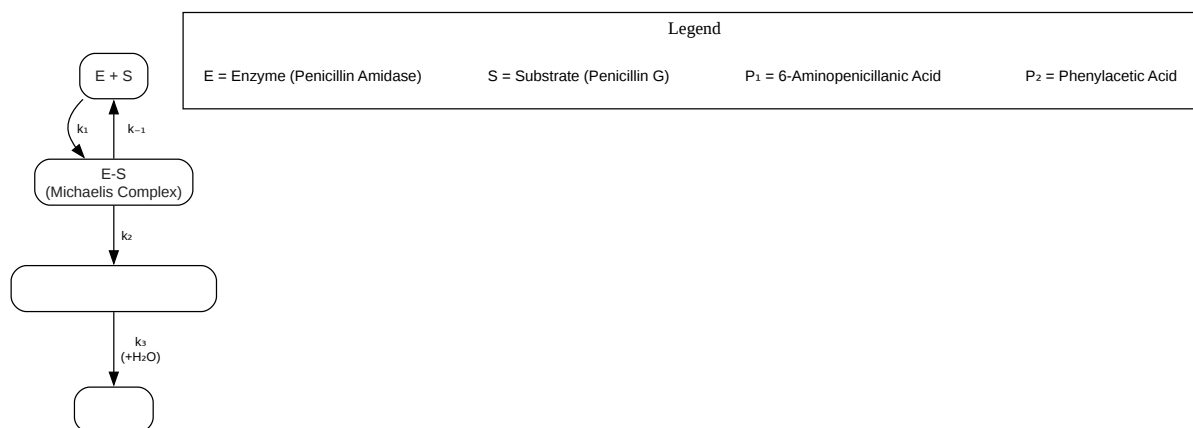 Legend
E = Enzyme (Penicillin Amidase) S = Substrate (Penicillin G) P₁ = 6-Aminopenicillanic Acid P₂ = Phenylacetic Acid
E + S
k₁
k₋₁
E-S
(Michaelis Complex)
k₂
k₃
(+H₂O)